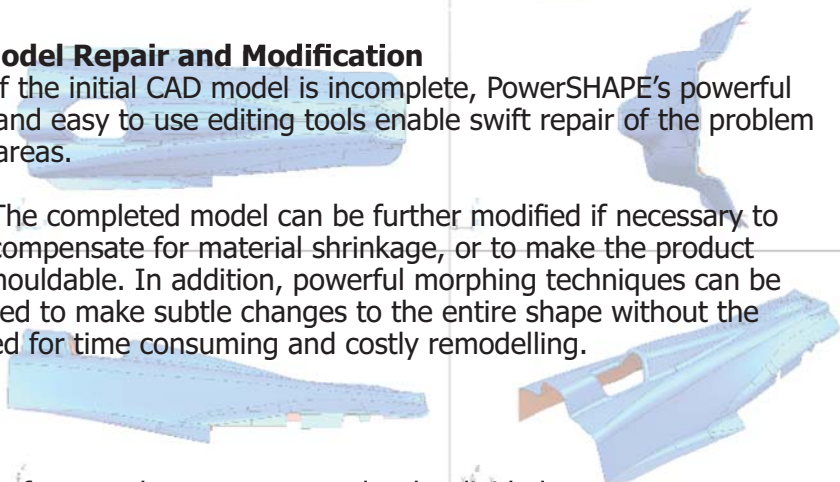 odel Repair and Modification
f the initial CAD model is incomplete, PowerSHAPE’s powerful
and easy to use editing tools enable swift repair of the problem
areas.
The completed model can be further modified if necessary to
compensate for material shrinkage, or to make the product
mouldable. In addition, powerful morphing techniques can be
ed to make subtle changes to the entire shape without the
ed for time consuming and costly remodelling.